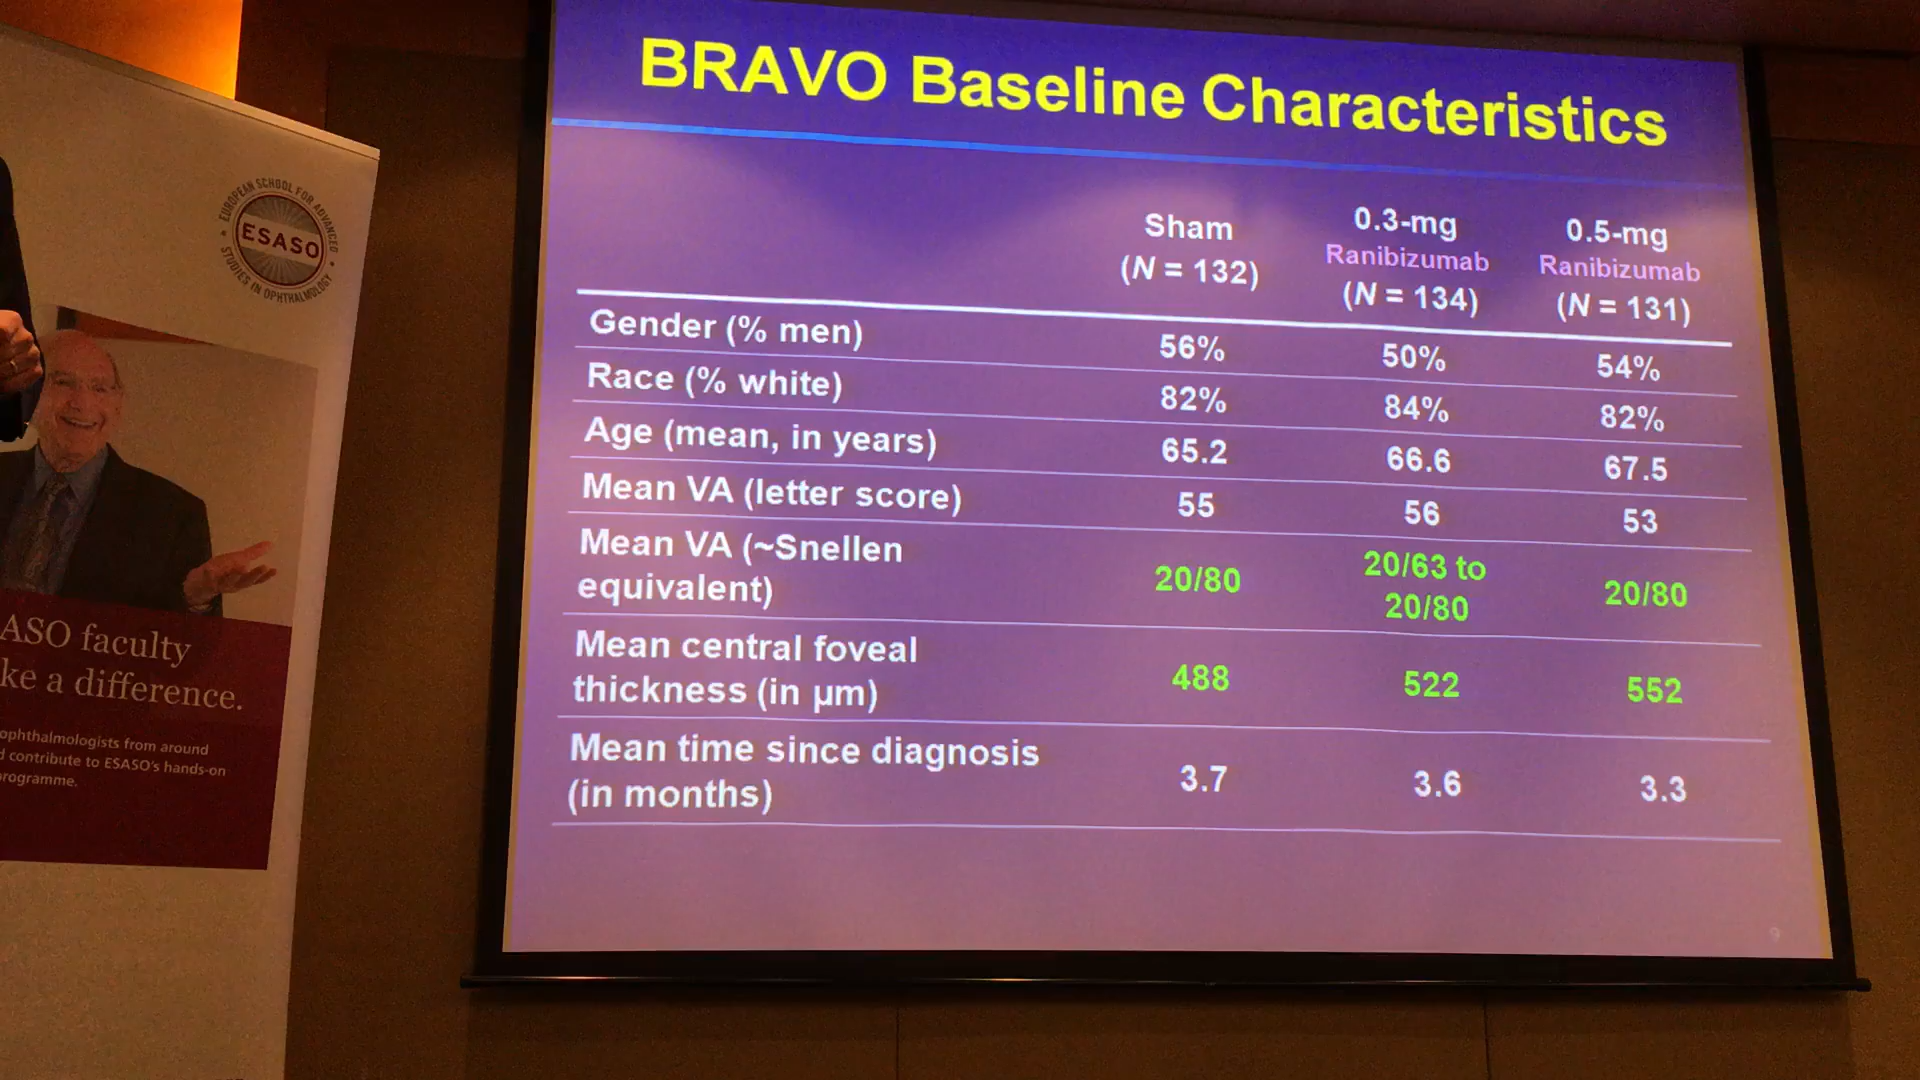 BRAVO Baseline Characteristics
Sham
(N = 132)
0.3-mg
Ranibizumab
(N = 134)
0.5-mg
Ranibizumab
(N = 131)
Gender (% men) 56% 50% 54%
Race (% white) 82% 84% 82%
Age (mean, in years) 65.2 66.6 67.5
Mean VA (letter score) 55 56 53
Mean VA (~Snellen
equivalent) 20/80 20/63 to
20/80 20/80
Mean central foveal
thickness (in µm) 488 522 552
Mean time since diagnosis
(in months) 3.7 3.6 3.3
9
EUROPEAN SCHOOL FOR ADVANCED
STUDIES IN OPHTHALMOLOGY
ESASO
ASO faculty
ke a difference.
ophthalmologists from around
d contribute to ESASO's hands-on
rogramme.